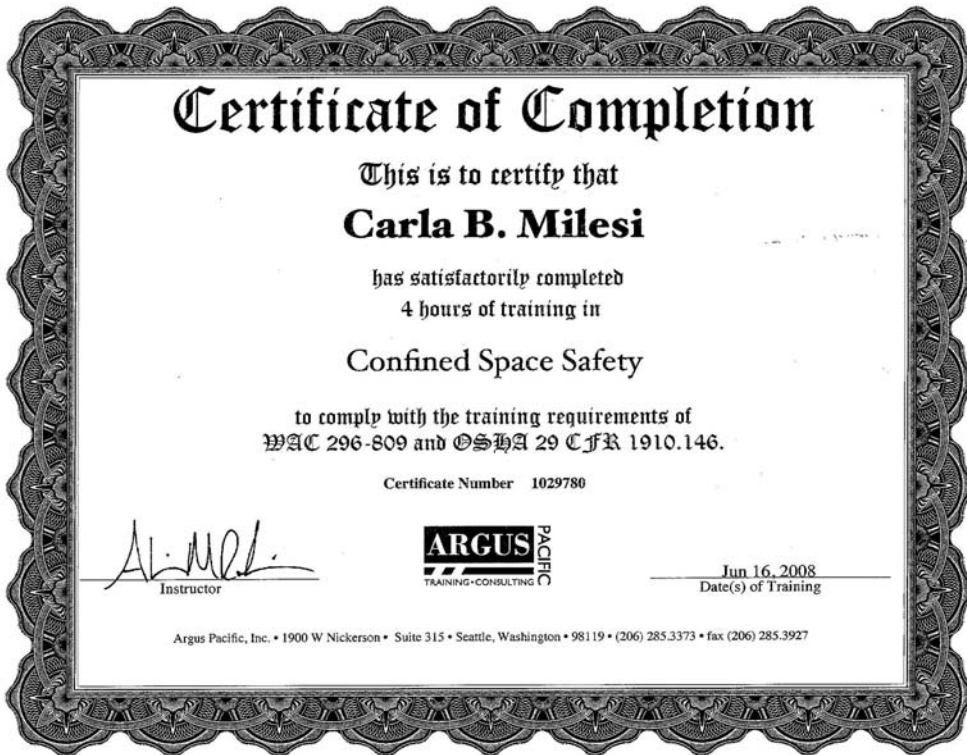 Certificate of Completion
This is to certify that
Carla B. Milesi
has satisfactorily completed
4 hours of training in
Confined Space Safety
to comply with the training requirements of
WAC 296-809 and OSHA 29 CFR 1910.146.
Certificate Number 1029780
Instructor
ARGUS
PACIFIC
TRAINING•CONSULTING
Jun 16, 2008
Date(s) of Training
Argus Pacific, Inc. • 1900 W Nickerson • Suite 315 • Seattle, Washington • 98119 • (206) 285.3373 • fax (206) 285.3927